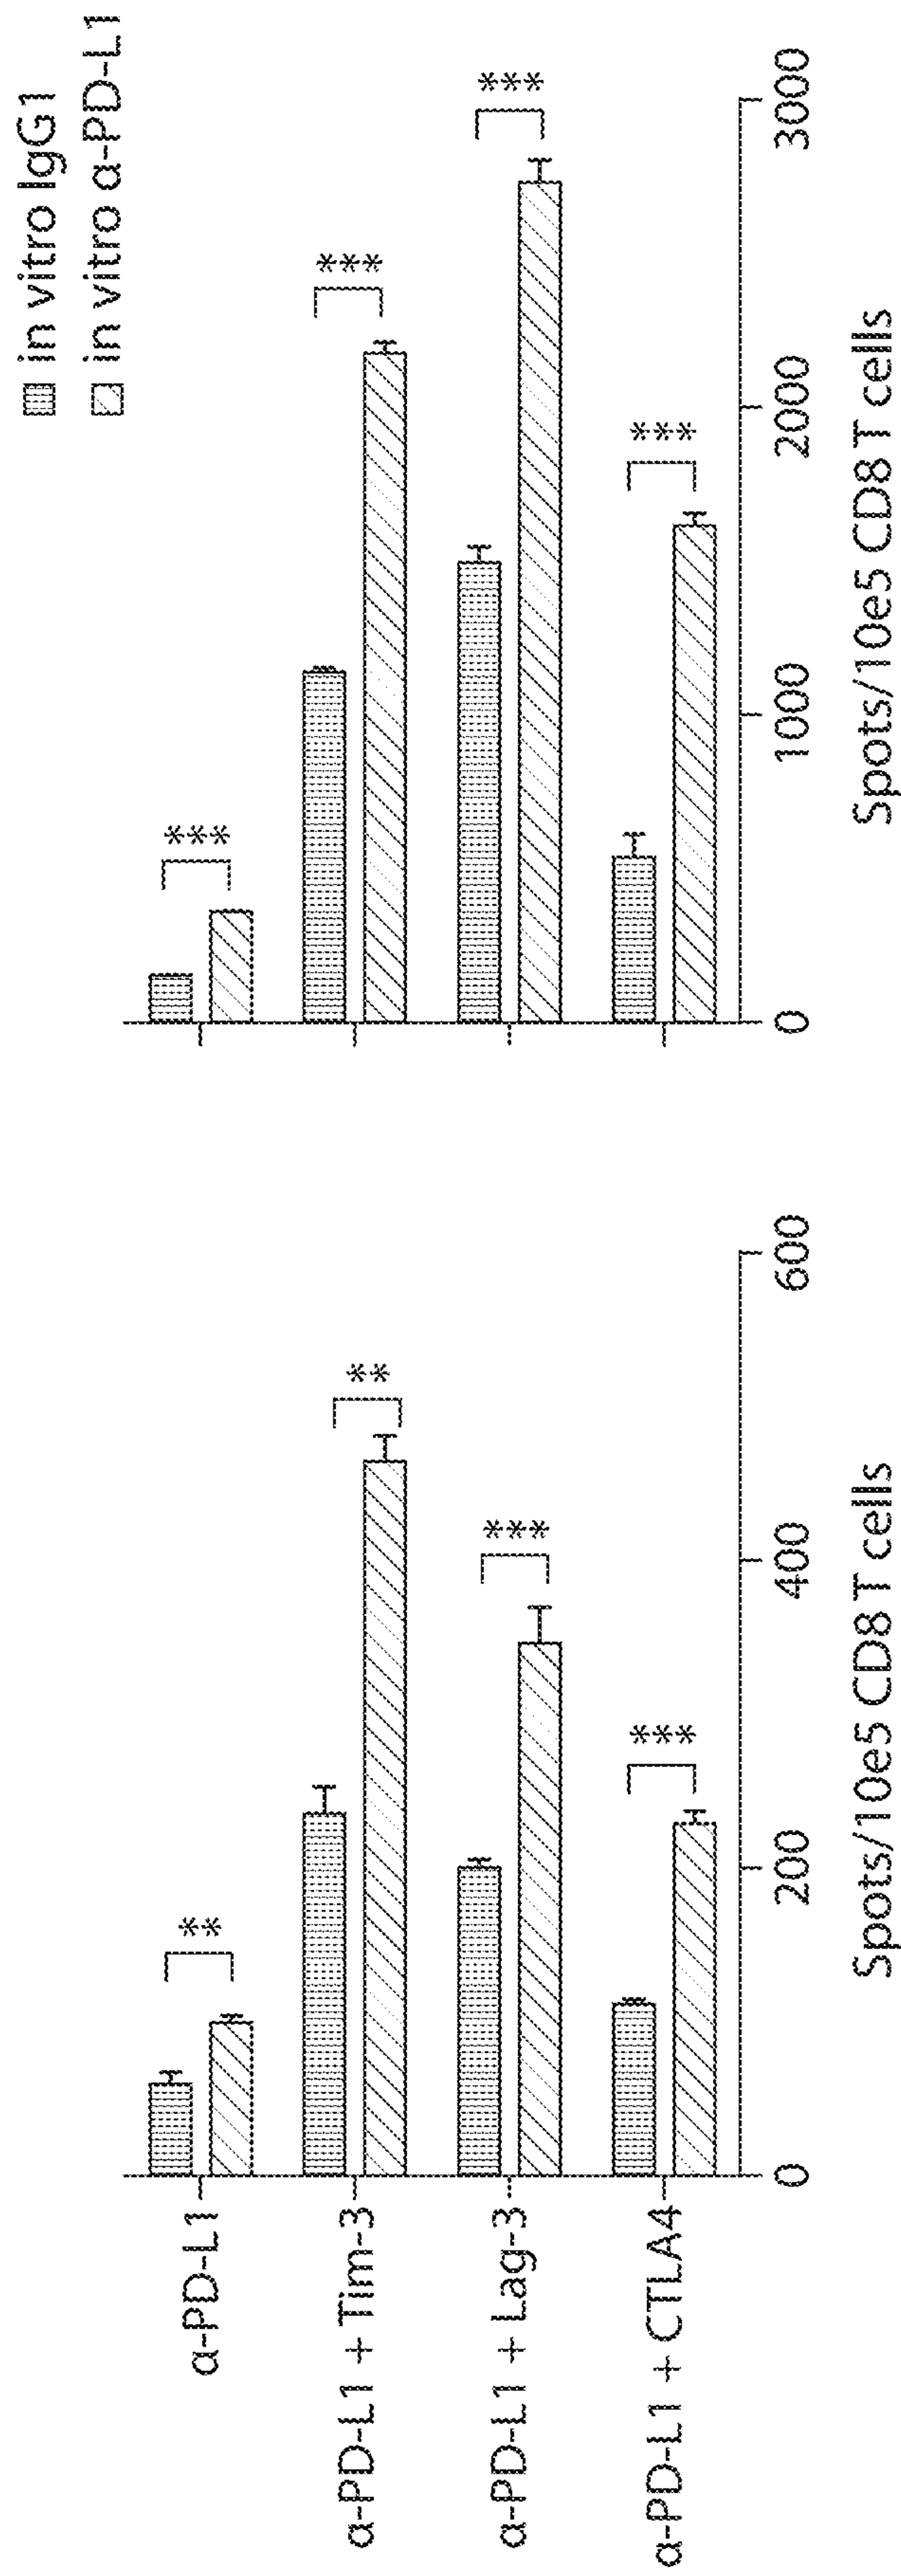 in vitro IgG1
in vitro α-PD-L1
α-PD-L1
α-PD-L1 + Tim-3
α-PD-L1 + Lag-3
α-PD-L1 + CTLA4
**
**
***
***
0
200
400
600
Spots/10e5 CD8 T cells
***
***
***
***
0
1000
2000
3000
Spots/10e5 CD8 T cells